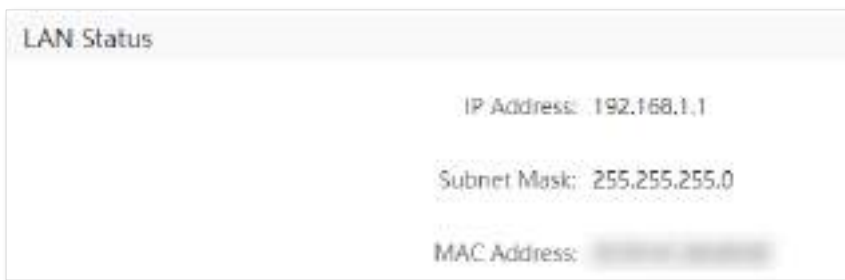 LAN Status
IP Address: 192.168.1.1
Subnet Mask: 255.255.255.0
MAC Address: